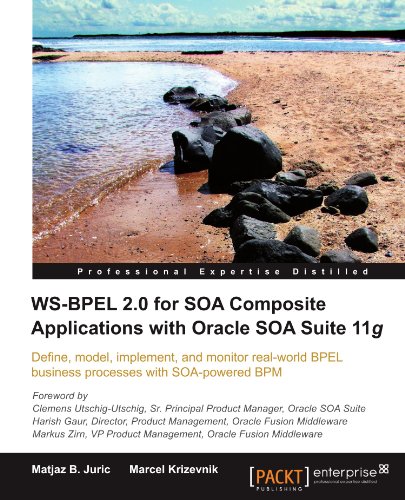 Professional Expertise Distilled
WS-BPEL 2.0 for SOA Composite
Applications with Oracle SOA Suite 11g
Define, model, implement, and monitor real-world BPEL
business processes with SOA-powered BPM
Foreword by
Clemens Utschig-Utschig, Sr. Principal Product Manager, Oracle SOA Suite
Harish Gaur, Director, Product Management, Oracle Fusion Middleware
Markus Zirn, VP Product Management, Oracle Fusion Middleware
Matjaz B. Juric Marcel Krizevnik
[PACKT] enterprise
PUBLISHING professional expertise distilled